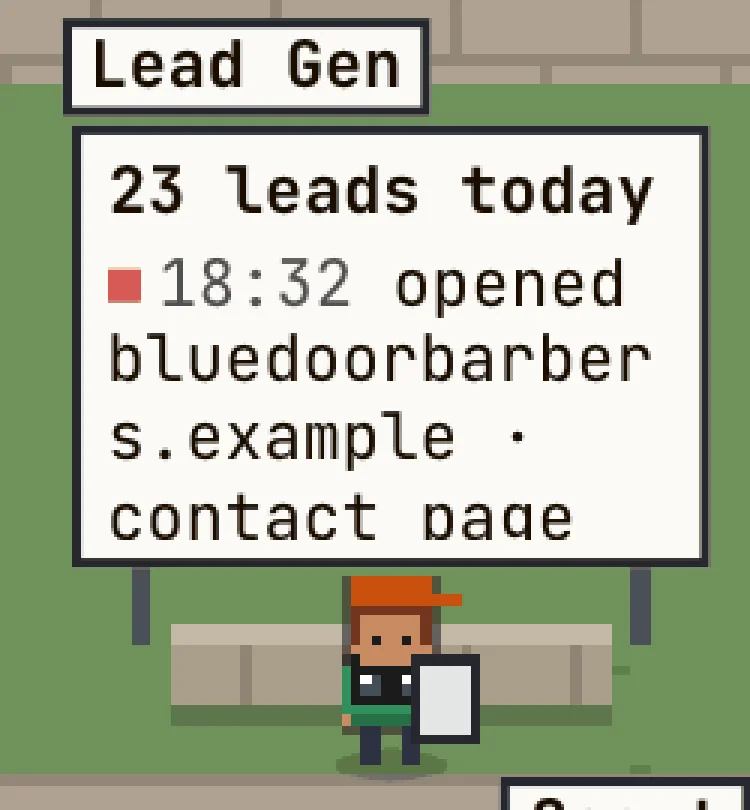 Lead Gen
23 leads today
18:32 opened
bluedoorbarber
s.example ·
contact page